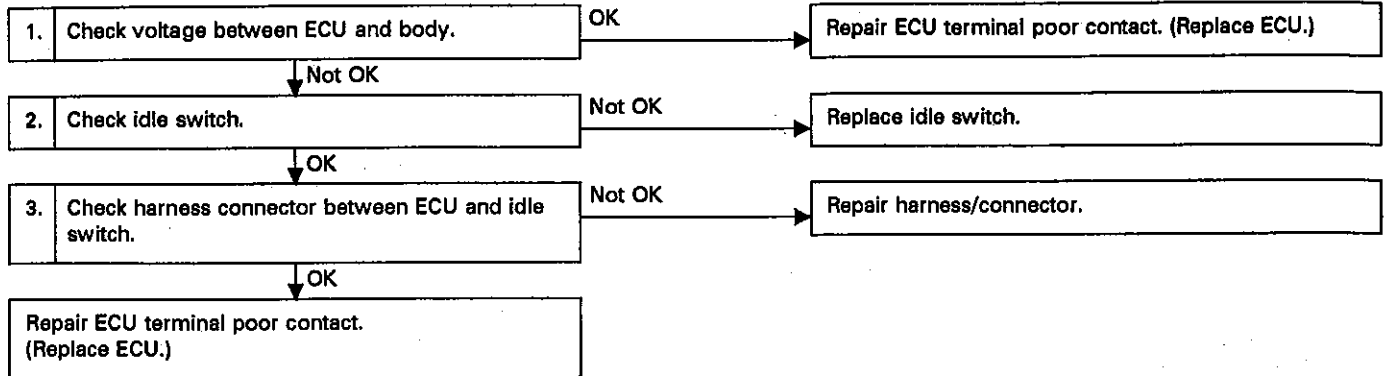 1. Check voltage between ECU and body.
OK
Repair ECU terminal poor contact. (Replace ECU.)
Not OK
2. Check idle switch.
Not OK
Replace idle switch.
OK
3. Check harness connector between ECU and idle
switch.
Not OK
Repair harness/connector.
OK
Repair ECU terminal poor contact.
(Replace ECU.)